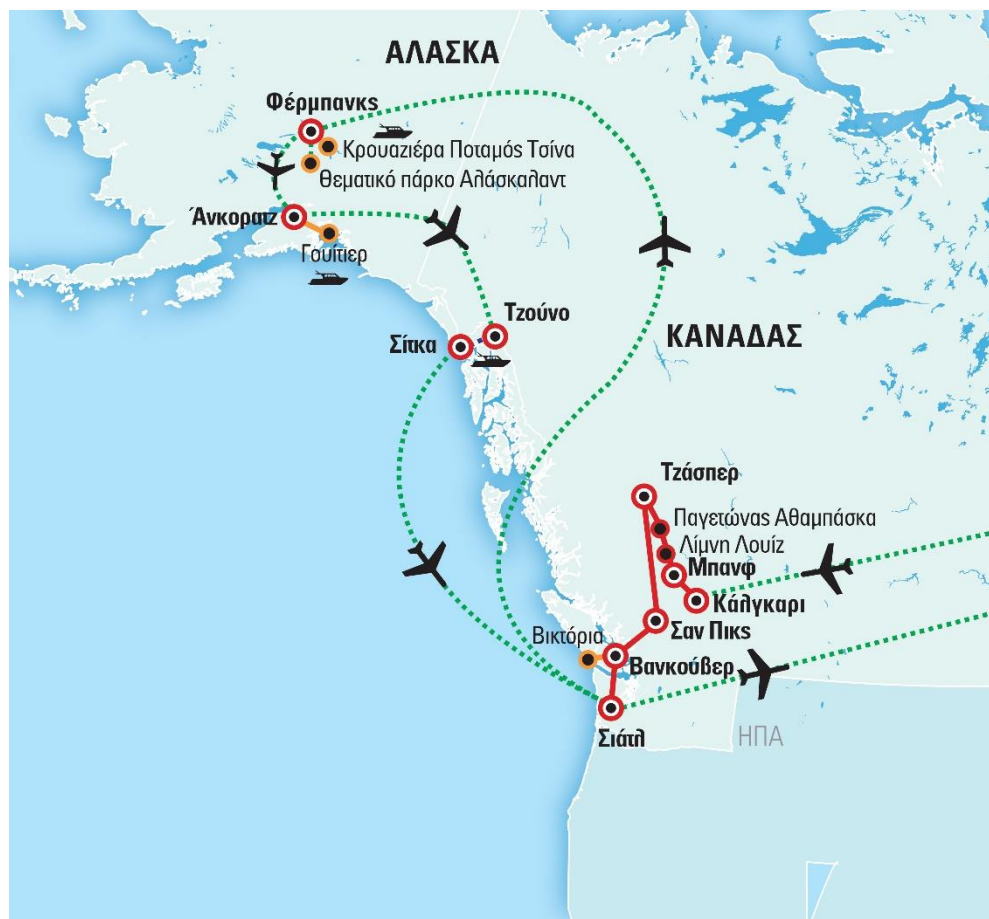 ΑΛΑΣΚΑ
Φέρμπανκς
Κρουαζιέρα Ποταμός Τσίνα
Θεματικό πάρκο Αλάσκαλαντ
Άνκορατζ
Γουίτιερ
Τζούνο
Σίτκα
ΚΑΝΑΔΑΣ
Τζάσπερ
Παγετώνας Αθαμπάσκα
Λίμνη Λουίζ
Μπανφ
Κάλγκαρι
Σαν Πικς
Βικτόρια
Βανκούβερ
Σιάτλ
ΗΠΑ